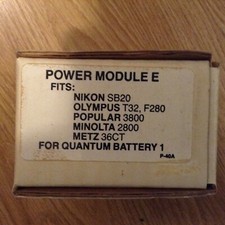 POWER MODULE E
FITS:
NIKON SB20
OLYMPUS T32, F280
POPULAR 3800
MINOLTA 2800
METZ 36CT
FOR QUANTUM BATTERY 1
P-40A